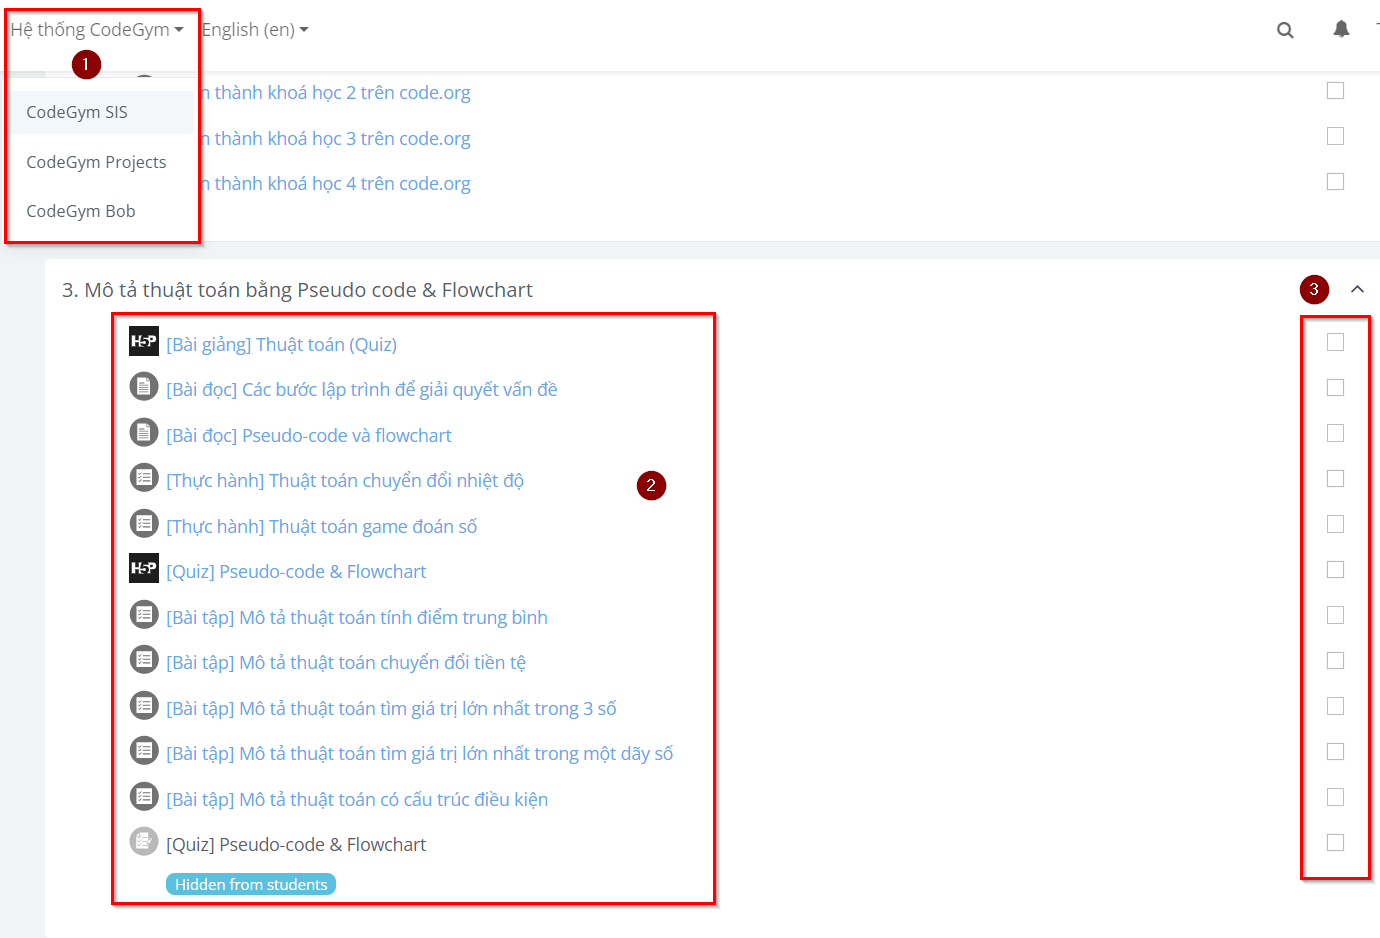 Hệ thống CodeGym English (en)
1
CodeGym SIS
CodeGym Projects
CodeGym Bob
thành khoá học 2 trên code.org
thành khoá học 3 trên code.org
thành khoá học 4 trên code.org
3. Mô tả thuật toán bằng Pseudo code & Flowchart
3
H5P [Bài giảng] Thuật toán (Quiz)
[Bài đọc] Các bước lập trình để giải quyết vấn đề
[Bài đọc] Pseudo-code và flowchart
[Thực hành] Thuật toán chuyển đổi nhiệt độ
2
[Thực hành] Thuật toán game đoán số
H5P [Quiz] Pseudo-code & Flowchart
[Bài tập] Mô tả thuật toán tính điểm trung bình
[Bài tập] Mô tả thuật toán chuyển đổi tiền tệ
[Bài tập] Mô tả thuật toán tìm giá trị lớn nhất trong 3 số
[Bài tập] Mô tả thuật toán tìm giá trị lớn nhất trong một dãy số
[Bài tập] Mô tả thuật toán có cấu trúc điều kiện
[Quiz] Pseudo-code & Flowchart
Hidden from students